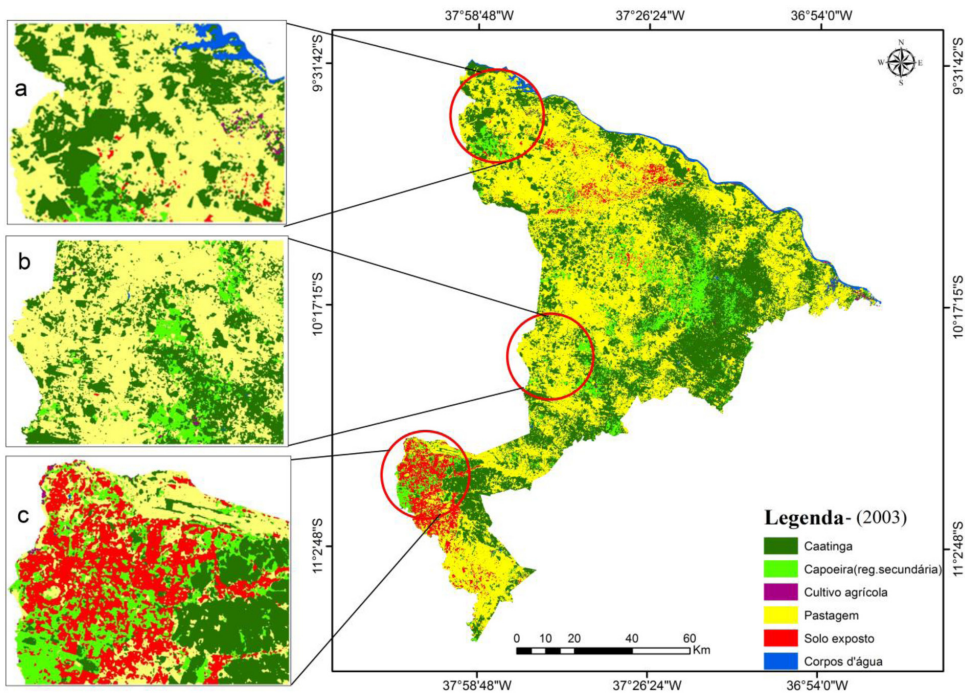 37°58'48"W 37°26'24"W 36°54'0"W
9°31'42"S
9°31'42"S
10°17'15"S
10°17'15"S
11°2'48"S
11°2'48"S
a
b
c
N
W E
S
Legenda- (2003)
Caatinga
Capoeira(reg.secundária)
Cultivo agrícola
Pastagem
Solo exposto
Corpos d'água
0 5 10 20 40 60
Km
37°58'48"W 37°26'24"W 36°54'0"W